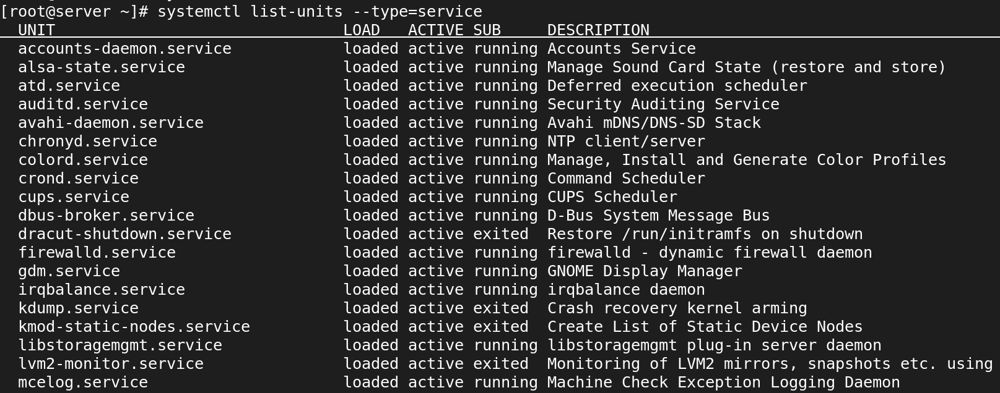 [root@server ~]# systemctl list-units --type=service
UNIT LOAD ACTIVE SUB DESCRIPTION
accounts-daemon.service loaded active running Accounts Service
alsa-state.service loaded active running Manage Sound Card State (restore and store)
atd.service loaded active running Deferred execution scheduler
auditd.service loaded active running Security Auditing Service
avahi-daemon.service loaded active running Avahi mDNS/DNS-SD Stack
chronyd.service loaded active running NTP client/server
colord.service loaded active running Manage, Install and Generate Color Profiles
crond.service loaded active running Command Scheduler
cups.service loaded active running CUPS Scheduler
dbus-broker.service loaded active running D-Bus System Message Bus
dracut-shutdown.service loaded active exited Restore /run/initramfs on shutdown
firewalld.service loaded active running firewalld - dynamic firewall daemon
gdm.service loaded active running GNOME Display Manager
irqbalance.service loaded active running irqbalance daemon
kdump.service loaded active exited Crash recovery kernel arming
kmod-static-nodes.service loaded active exited Create List of Static Device Nodes
libstoragemgmt.service loaded active running libstoragemgmt plug-in server daemon
lvm2-monitor.service loaded active exited Monitoring of LVM2 mirrors, snapshots etc. using
mcelog.service loaded active running Machine Check Exception Logging Daemon